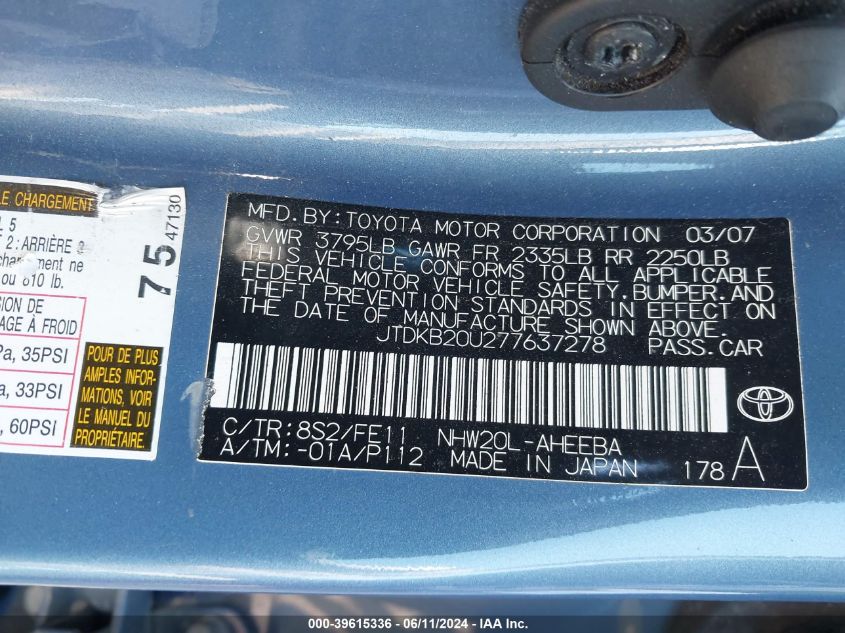 LE CHARGEMENT
L 5
2:ARRIÈRE
ne
ou 810 lb.
75
47130
SION DE
AGE À FROID
Pa, 35PSI
a, 33PSI
, 60PSI
POUR DE PLUS
AMPLES INFOR-
MATIONS, VOIR
LE MANUEL DU
PROPRIÉTAIRE
MFD.BY:TOYOTA MOTOR CORPORATION 03/07
GVWR 3795LB GAWR FR 2335LB RR 2250LB
THIS VEHICLE CONFORMS TO ALL APPLICABLE
FEDERAL MOTOR VEHICLE SAFETY,BUMPER,AND
THEFT PREVENTION STANDARDS IN EFFECT ON
THE DATE OF MANUFACTURE SHOWN ABOVE.
JTDKB20U277637278 PASS.CAR
C/TR:8S2/FE11 NHW20L-AHEEBA
A/TM:-01A/P112 MADE IN JAPAN 178 A
TOYOTA
000-39615336 - 06/11/2024 - IAA Inc.